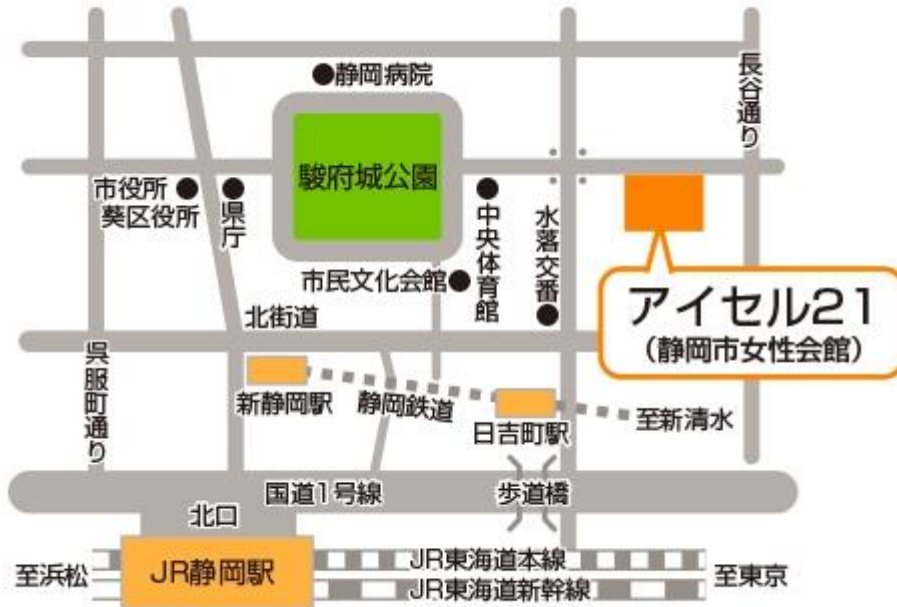 静岡病院
長谷通り
駿府城公園
市役所
葵区役所
県庁
中央体育館
水落交番
市民文化会館
アイセル21
（静岡市女性会館）
北街道
呉服町通り
新静岡駅
静岡鉄道
日吉町駅
至新清水
国道1号線
歩道橋
北口
至浜松
JR静岡駅
JR東海道本線
JR東海道新幹線
至東京